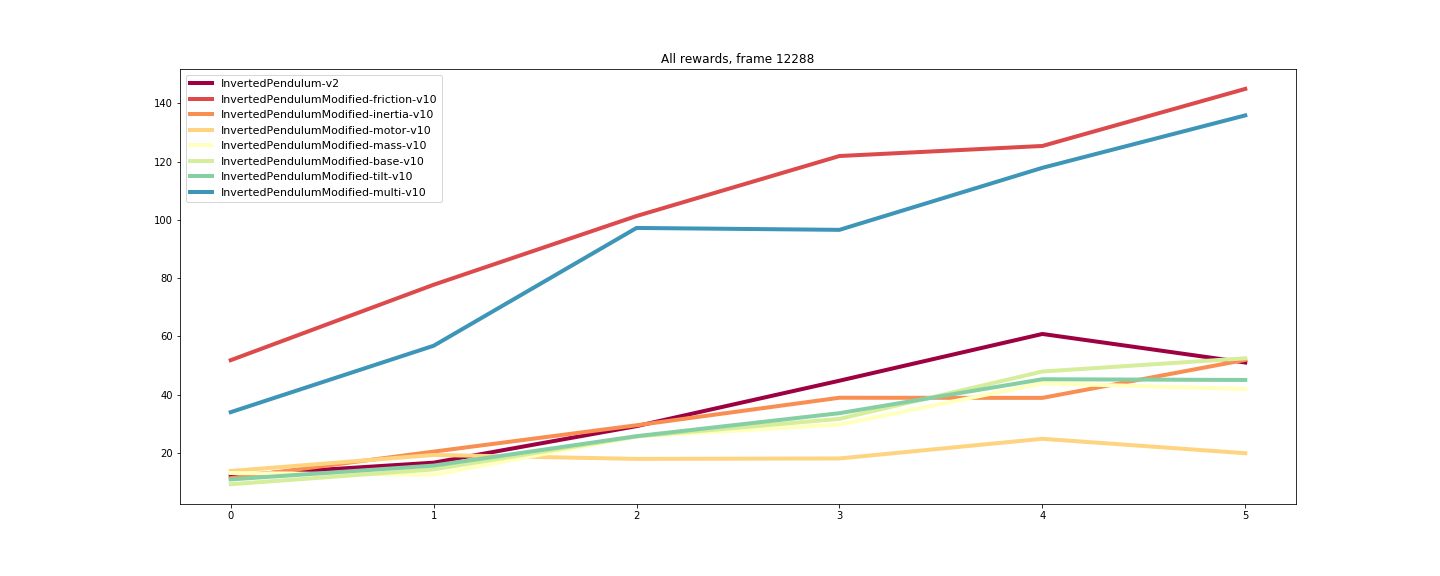 All rewards, frame 12288
InvertedPendulum-v2
InvertedPendulumModified-friction-v10
InvertedPendulumModified-inertia-v10
InvertedPendulumModified-motor-v10
InvertedPendulumModified-mass-v10
InvertedPendulumModified-base-v10
InvertedPendulumModified-tilt-v10
InvertedPendulumModified-multi-v10
140
120
100
80
60
40
20
0 1 2 3 4 5